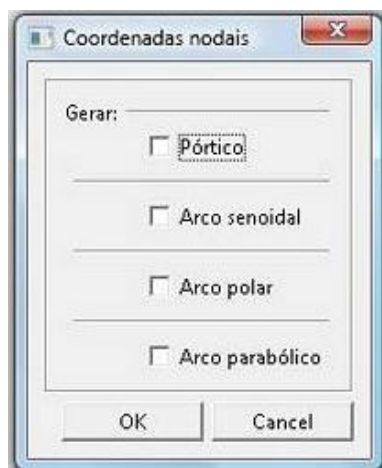 Coordenadas nodais
Gerar:
Pórtico
Arco senoidal
Arco polar
Arco parabólico
OK Cancel